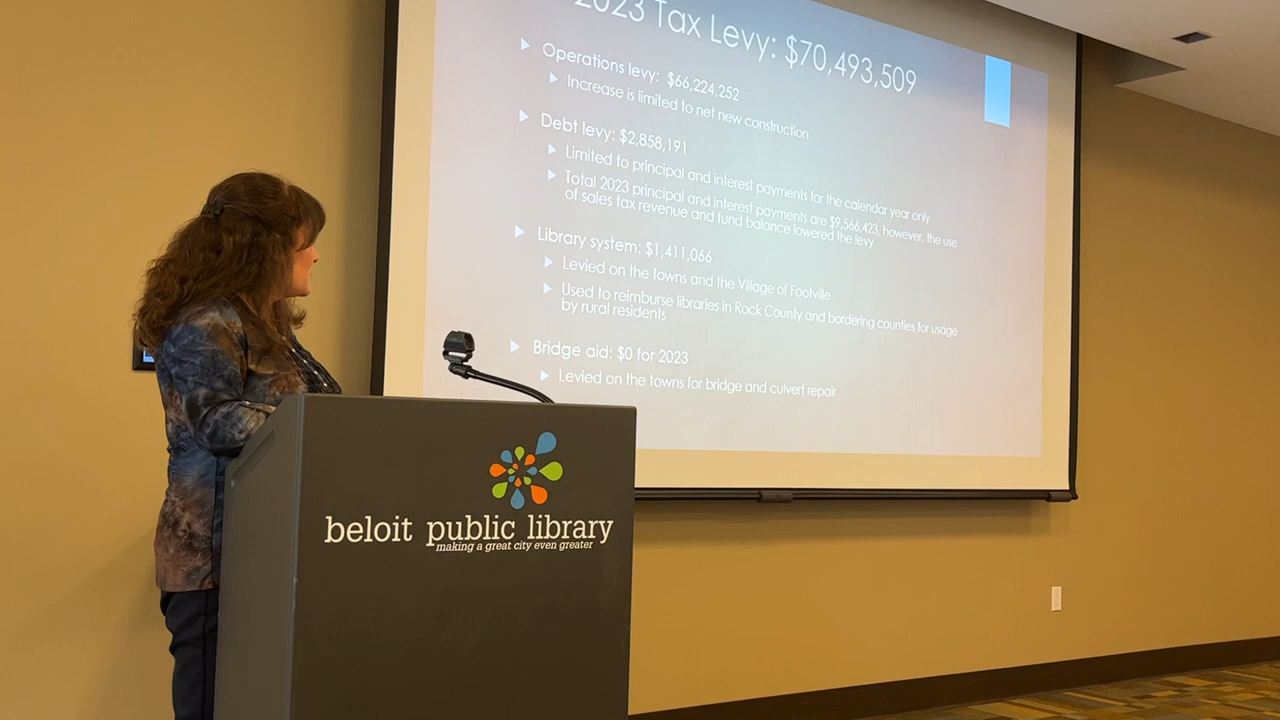 2023 Tax Levy: $70,493,509
Operations levy: $66,224,252
Increase is limited to net new construction
Debt levy: $2,858,191
Limited to principal and interest payments for the calendar year only
Total 2023 principal and interest payments are $9,566,423, however, the use
of sales tax revenue and fund balance lowered the levy
Library system: $1,411,066
Levied on the towns and the Village of Footville
Used to reimburse libraries in Rock County and bordering counties for usage
by rural residents
Bridge aid: $0 for 2023
Levied on the towns for bridge and culvert repair
beloit public library
making a great city even greater